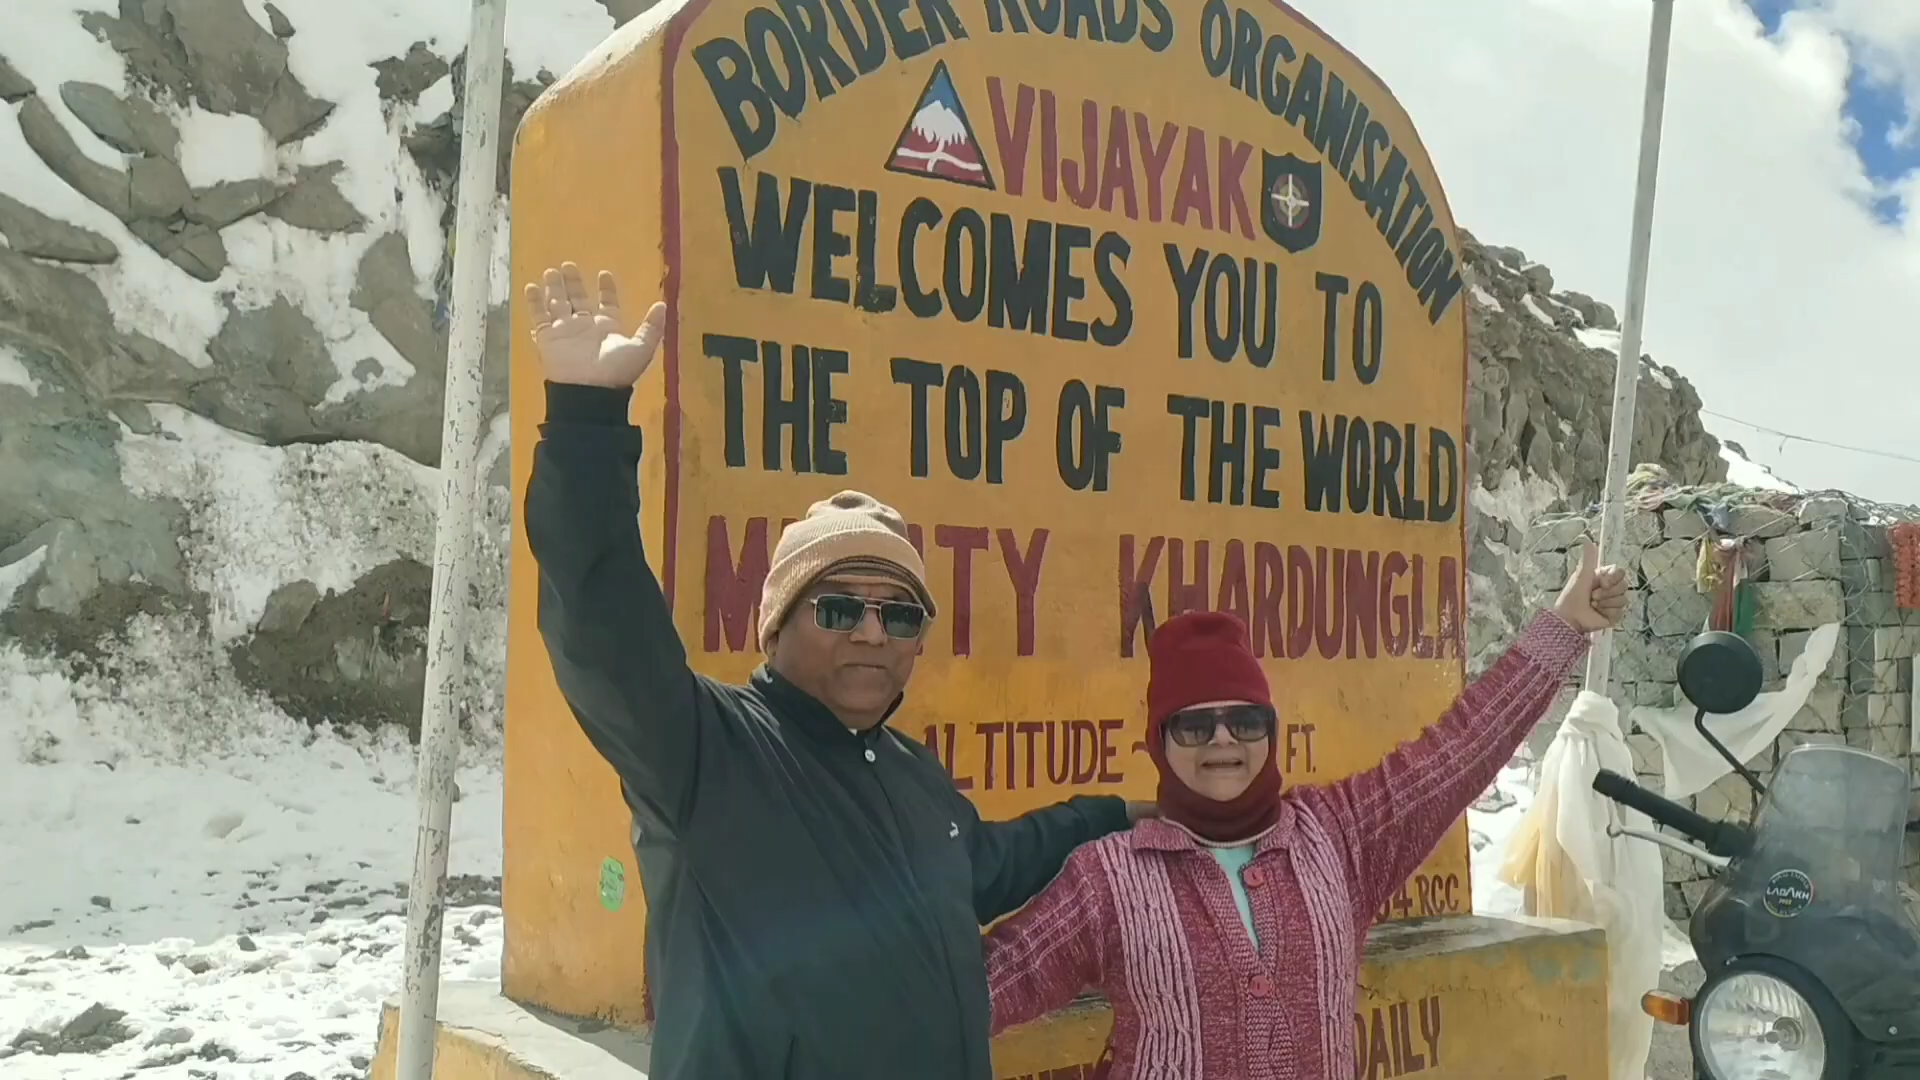 BORDER ROADS ORGANISATION
VIJAYAK
WELCOMES YOU TO
THE TOP OF THE WORLD
KHARDUNGLA
ALTITUDE ~ FT.
RCC
DAILY
LADAKH